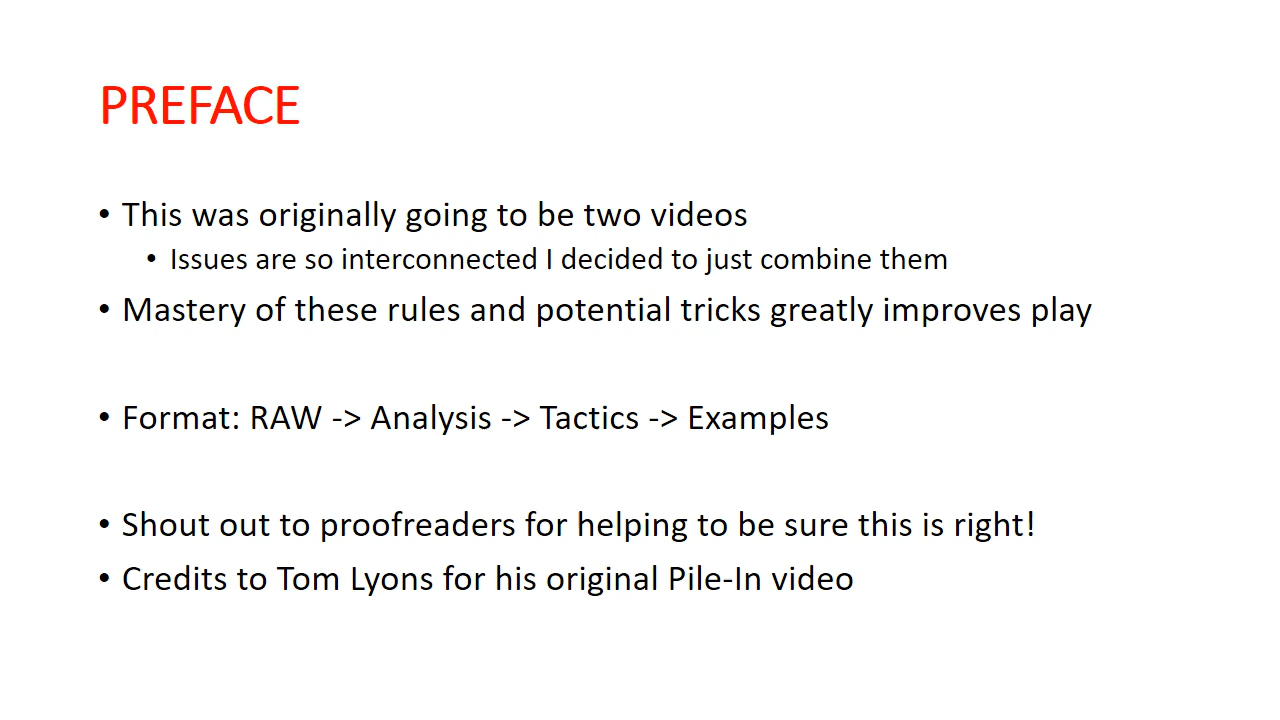 PREFACE
• This was originally going to be two videos
• Issues are so interconnected I decided to just combine them
• Mastery of these rules and potential tricks greatly improves play
• Format: RAW -> Analysis -> Tactics -> Examples
• Shout out to proofreaders for helping to be sure this is right!
• Credits to Tom Lyons for his original Pile-In video